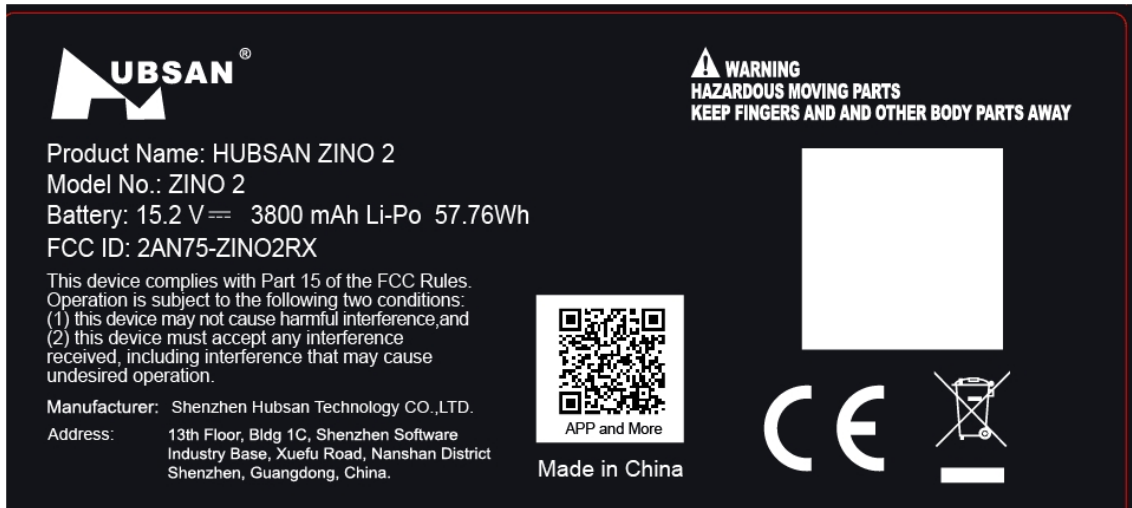 UBSAN®
Product Name: HUBSAN ZINO 2
Model No.: ZINO 2
Battery: 15.2 V⎓ 3800 mAh Li-Po 57.76Wh
FCC ID: 2AN75-ZINO2RX
This device complies with Part 15 of the FCC Rules.
Operation is subject to the following two conditions:
(1) this device may not cause harmful interference,and
(2) this device must accept any interference
received, including interference that may cause
undesired operation.
Manufacturer: Shenzhen Hubsan Technology CO.,LTD.
Address: 13th Floor, Bldg 1C, Shenzhen Software
Industry Base, Xuefu Road, Nanshan District
Shenzhen, Guangdong, China.
APP and More
Made in China
WARNING
HAZARDOUS MOVING PARTS
KEEP FINGERS AND AND OTHER BODY PARTS AWAY
CE